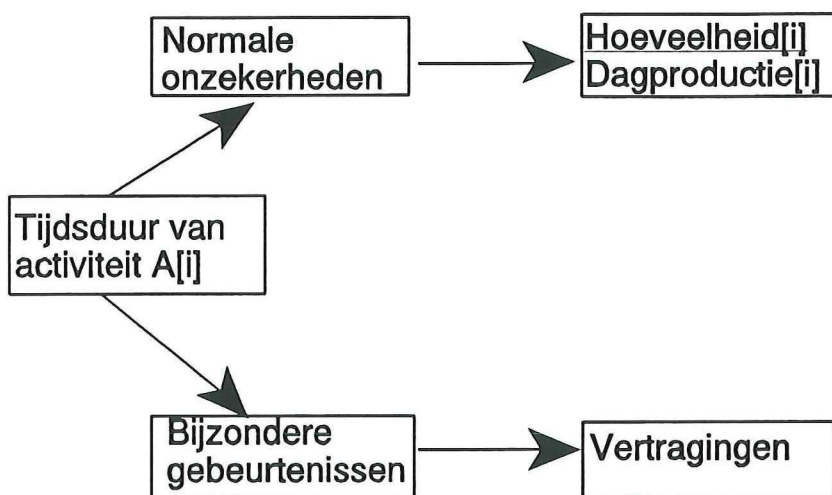 Normale
onzekerheden
Hoeveelheid[i]
Dagproductie[i]
Tijdsduur van
activiteit A[i]
Bijzondere
gebeurtenissen
Vertragingen